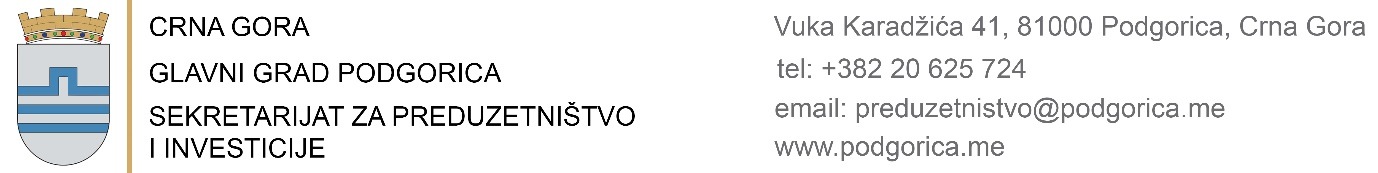 CRNA GORA
GLAVNI GRAD PODGORICA
SEKRETARIJAT ZA PREDUZETNIŠTVO
I INVESTICIJE
Vuka Karadžića 41, 81000 Podgorica, Crna Gora
tel: +382 20 625 724
email: preduzetnistvo@podgorica.me
www.podgorica.me